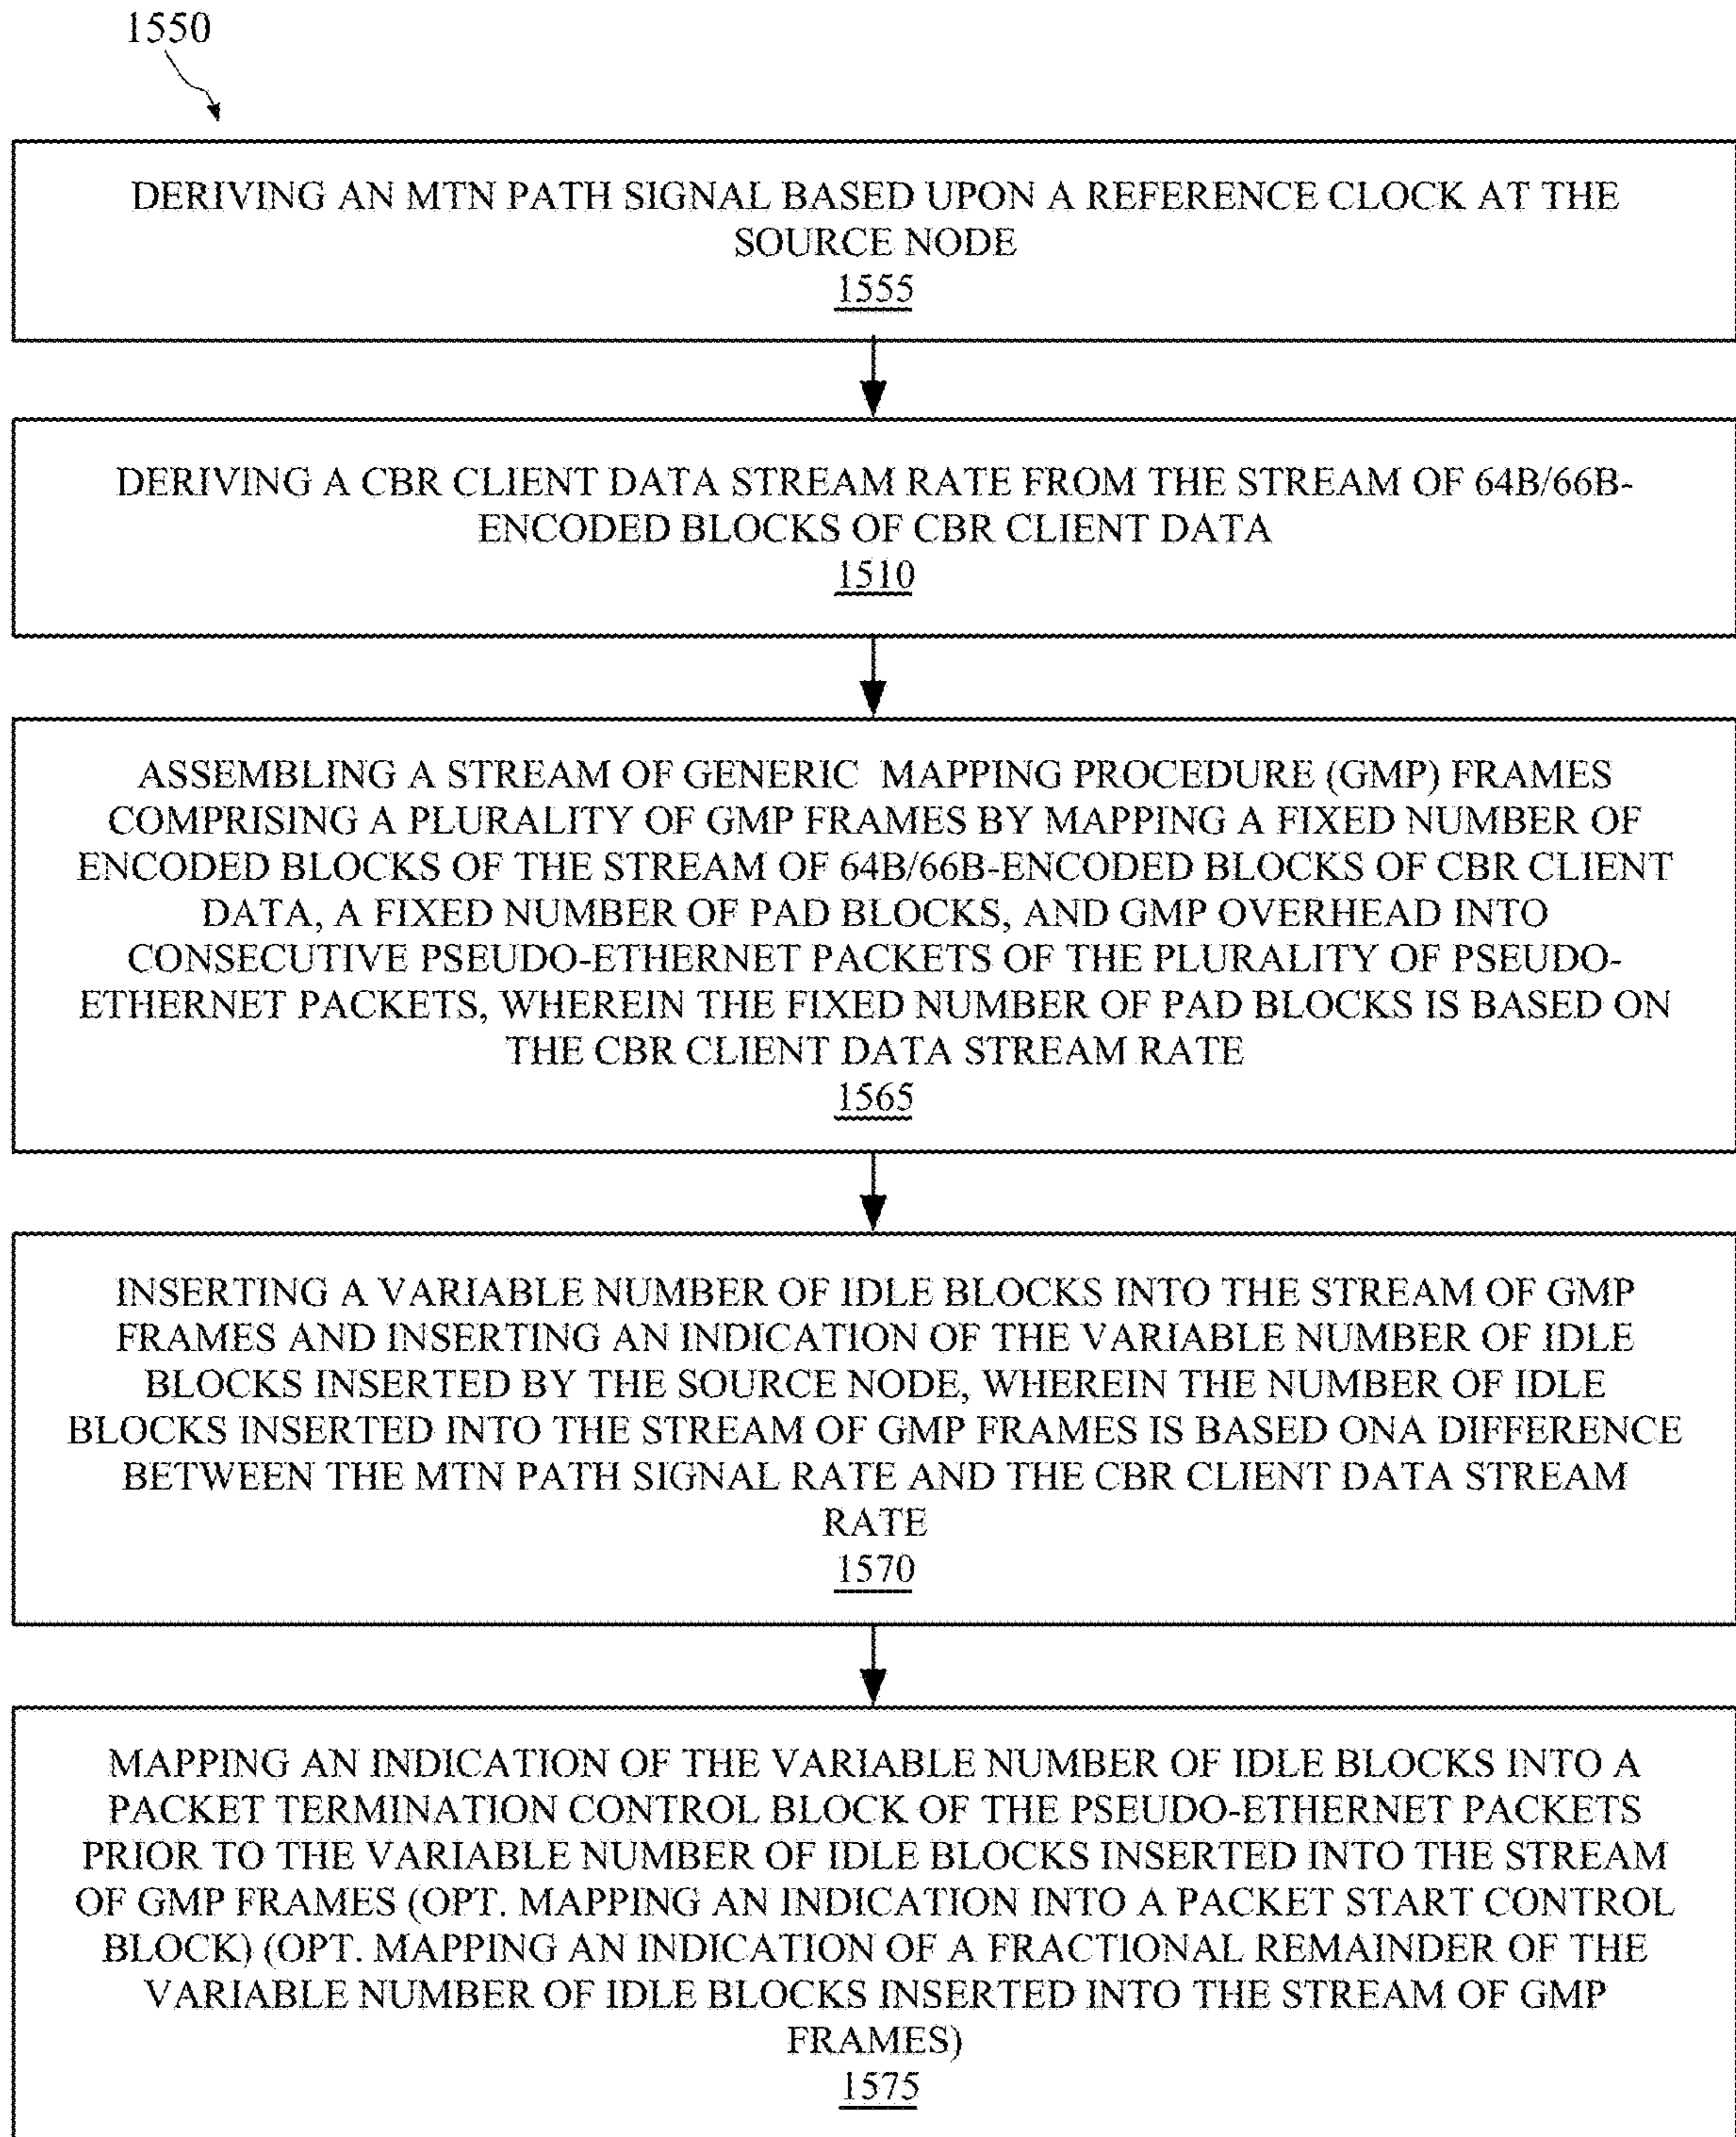 1550
DERIVING AN MTN PATH SIGNAL BASED UPON A REFERENCE CLOCK AT THE
SOURCE NODE
1555
DERIVING A CBR CLIENT DATA STREAM RATE FROM THE STREAM OF 64B/66B-
ENCODED BLOCKS OF CBR CLIENT DATA
1510
ASSEMBLING A STREAM OF GENERIC MAPPING PROCEDURE (GMP) FRAMES
COMPRISING A PLURALITY OF GMP FRAMES BY MAPPING A FIXED NUMBER OF
ENCODED BLOCKS OF THE STREAM OF 64B/66B-ENCODED BLOCKS OF CBR CLIENT
DATA, A FIXED NUMBER OF PAD BLOCKS, AND GMP OVERHEAD INTO
CONSECUTIVE PSEUDO-ETHERNET PACKETS OF THE PLURALITY OF PSEUDO-
ETHERNET PACKETS, WHEREIN THE FIXED NUMBER OF PAD BLOCKS IS BASED ON
THE CBR CLIENT DATA STREAM RATE
1565
INSERTING A VARIABLE NUMBER OF IDLE BLOCKS INTO THE STREAM OF GMP
FRAMES AND INSERTING AN INDICATION OF THE VARIABLE NUMBER OF IDLE
BLOCKS INSERTED BY THE SOURCE NODE, WHEREIN THE NUMBER OF IDLE
BLOCKS INSERTED INTO THE STREAM OF GMP FRAMES IS BASED ONA DIFFERENCE
BETWEEN THE MTN PATH SIGNAL RATE AND THE CBR CLIENT DATA STREAM
RATE
1570
MAPPING AN INDICATION OF THE VARIABLE NUMBER OF IDLE BLOCKS INTO A
PACKET TERMINATION CONTROL BLOCK OF THE PSEUDO-ETHERNET PACKETS
PRIOR TO THE VARIABLE NUMBER OF IDLE BLOCKS INSERTED INTO THE STREAM
OF GMP FRAMES (OPT. MAPPING AN INDICATION INTO A PACKET START CONTROL
BLOCK) (OPT. MAPPING AN INDICATION OF A FRACTIONAL REMAINDER OF THE
VARIABLE NUMBER OF IDLE BLOCKS INSERTED INTO THE STREAM OF GMP
FRAMES)
1575